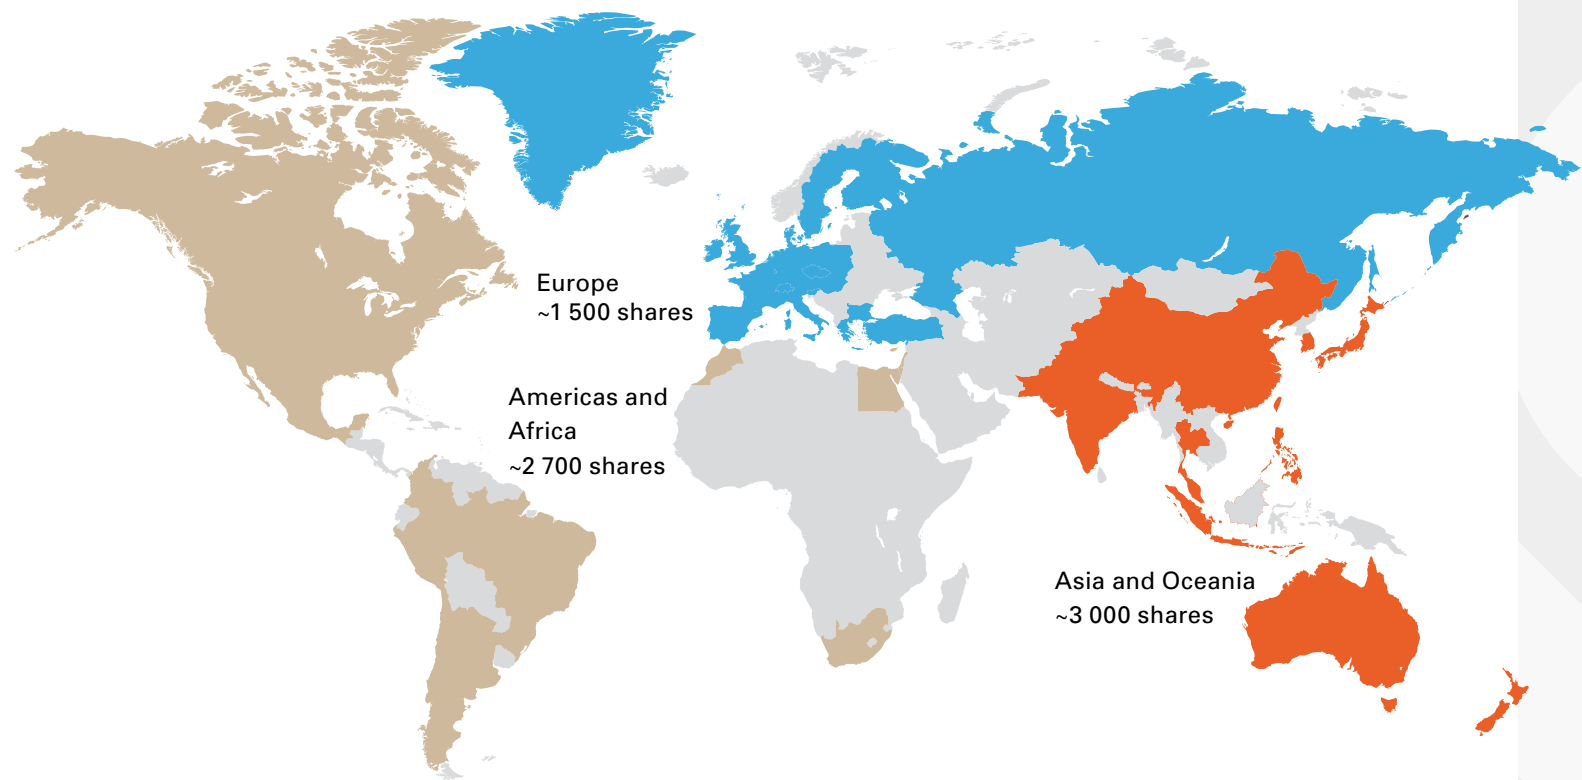 Europe
~1 500 shares
Americas and
Africa
~2 700 shares
Asia and Oceania
~3 000 shares